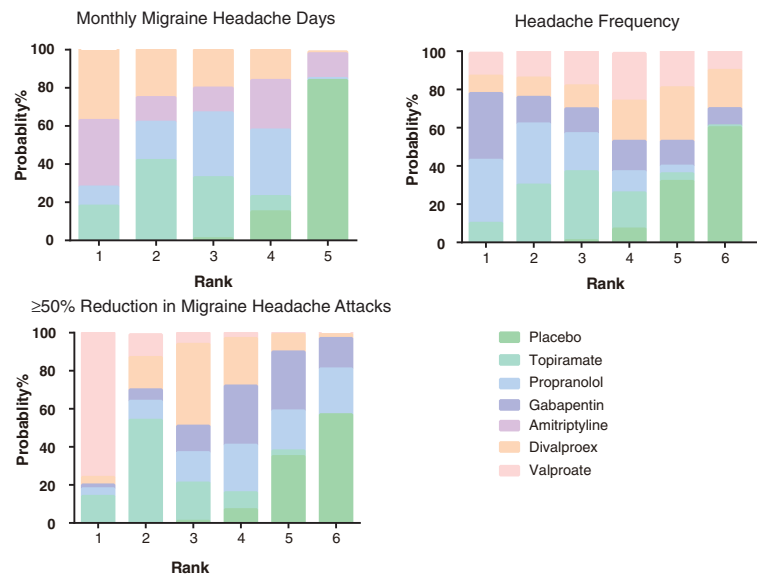 Monthly Migraine Headache Days
100
80
60
40
20
0
Probablity%
1 2 3 4 5
Rank
Headache Frequency
100
80
60
40
20
0
Probablity%
1 2 3 4 5 6
Rank
≥50% Reduction in Migraine Headache Attacks
100
80
60
40
20
0
Probablity%
1 2 3 4 5 6
Rank
Placebo
Topiramate
Propranolol
Gabapentin
Amitriptyline
Divalproex
Valproate